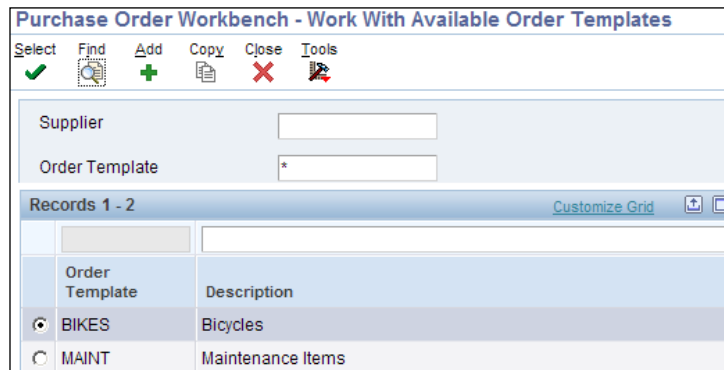 Purchase Order Workbench - Work With Available Order Templates
Select Find Add Copy Close Tools
Supplier
Order Template *
Records 1 - 2 Customize Grid
Order
Template Description
BIKES Bicycles
MAINT Maintenance Items